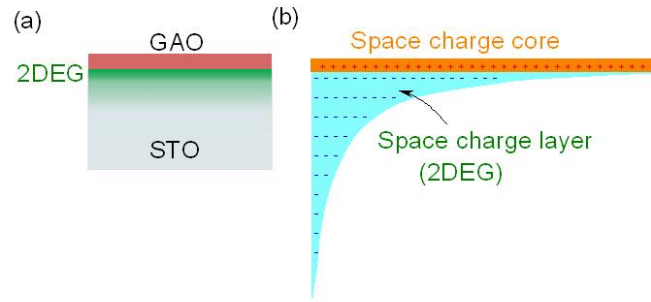 (a)
GAO
2DEG
STO
(b)
Space charge core
+ + + + + + + + + + + + + + + + + + + + + + + + + + + + + +
Space charge layer
(2DEG)